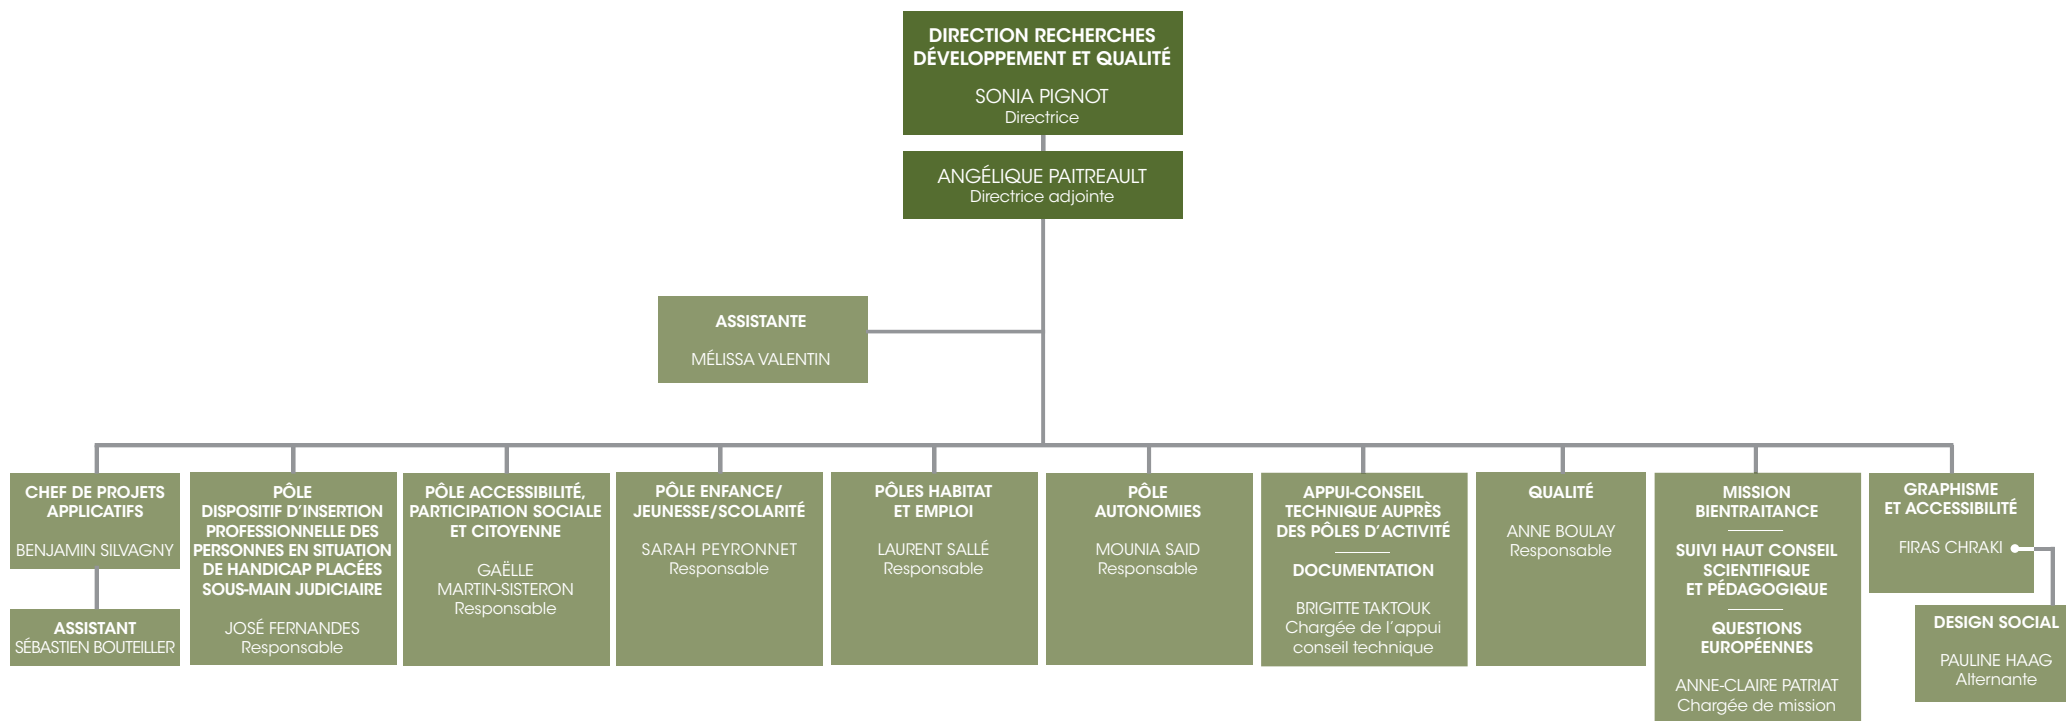 DIRECTION RECHERCHES
DÉVELOPPEMENT ET QUALITÉ
SONIA PIGNOT
Directrice
ANGÉLIQUE PAITREAULT
Directrice adjointe
ASSISTANTE
MÉLISSA VALENTIN
CHEF DE PROJETS
APPLICATIFS
BENJAMIN SILVAGNY
ASSISTANT
SÉBASTIEN BOUTEILLER
PÔLE
DISPOSITIF D'INSERTION
PROFESSIONNELLE DES
PERSONNES EN SITUATION
DE HANDICAP PLACÉES
SOUS-MAIN JUDICIAIRE
JOSÉ FERNANDES
Responsable
PÔLE ACCESSIBILITÉ,
PARTICIPATION SOCIALE
ET CITOYENNE
GAËLLE
MARTIN-SISTERON
Responsable
PÔLE ENFANCE/
JEUNESSE/SCOLARITÉ
SARAH PEYRONNET
Responsable
PÔLES HABITAT
ET EMPLOI
LAURENT SALLÉ
Responsable
PÔLE
AUTONOMIES
MOUNIA SAID
Responsable
APPUI-CONSEIL
TECHNIQUE AUPRÈS
DES PÔLES D'ACTIVITÉ
DOCUMENTATION
BRIGITTE TAKTOUK
Chargée de l'appui
conseil technique
QUALITÉ
ANNE BOULAY
Responsable
MISSION
BIENTRAITANCE
SUIVI HAUT CONSEIL
SCIENTIFIQUE
ET PÉDAGOGIQUE
QUESTIONS
EUROPÉENNES
ANNE-CLAIRE PATRIAT
Chargée de mission
GRAPHISME
ET ACCESSIBILITÉ
FIRAS CHRAKI
DESIGN SOCIAL
PAULINE HAAG
Alternante